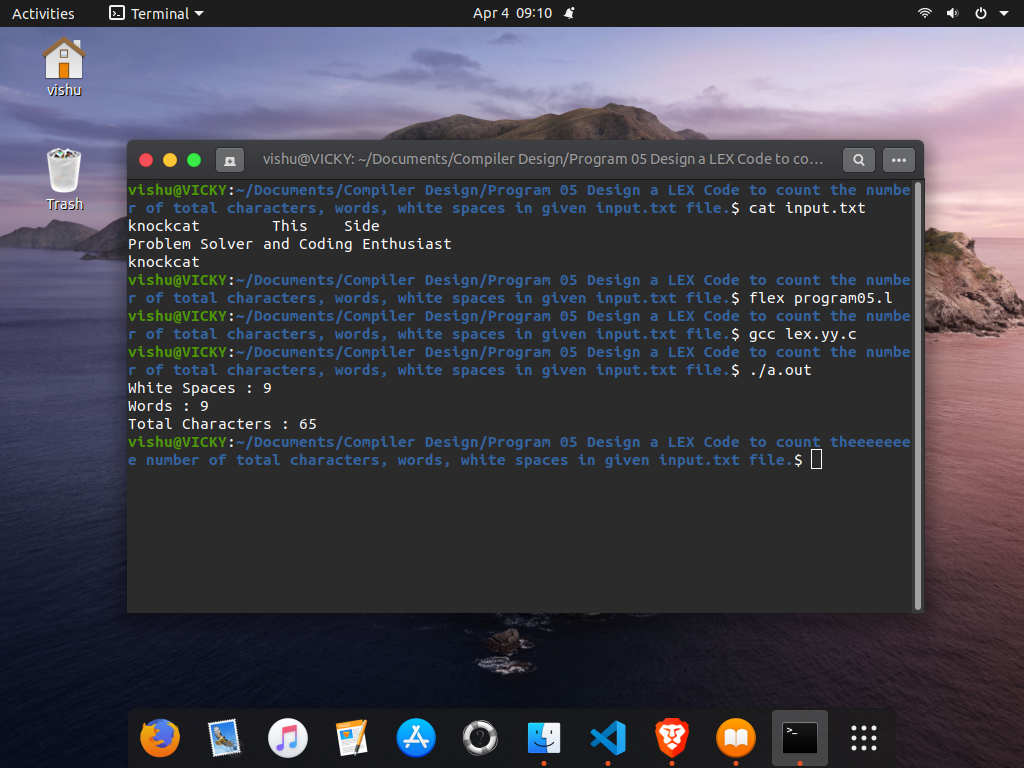 Activities Terminal Apr 4 09:10
vishu
Trash
vishu@VICKY: ~/Documents/Compiler Design/Program 05 Design a LEX Code to co…
vishu@VICKY:~/Documents/Compiler Design/Program 05 Design a LEX Code to count the numbe
r of total characters, words, white spaces in given input.txt file.$ cat input.txt
knockcat        This    Side
Problem Solver and Coding Enthusiast
knockcat
vishu@VICKY:~/Documents/Compiler Design/Program 05 Design a LEX Code to count the numbe
r of total characters, words, white spaces in given input.txt file.$ flex program05.l
vishu@VICKY:~/Documents/Compiler Design/Program 05 Design a LEX Code to count the numbe
r of total characters, words, white spaces in given input.txt file.$ gcc lex.yy.c
vishu@VICKY:~/Documents/Compiler Design/Program 05 Design a LEX Code to count the numbe
r of total characters, words, white spaces in given input.txt file.$ ./a.out
White Spaces : 9
Words : 9
Total Characters : 65
vishu@VICKY:~/Documents/Compiler Design/Program 05 Design a LEX Code to count theeeeeee
e number of total characters, words, white spaces in given input.txt file.$